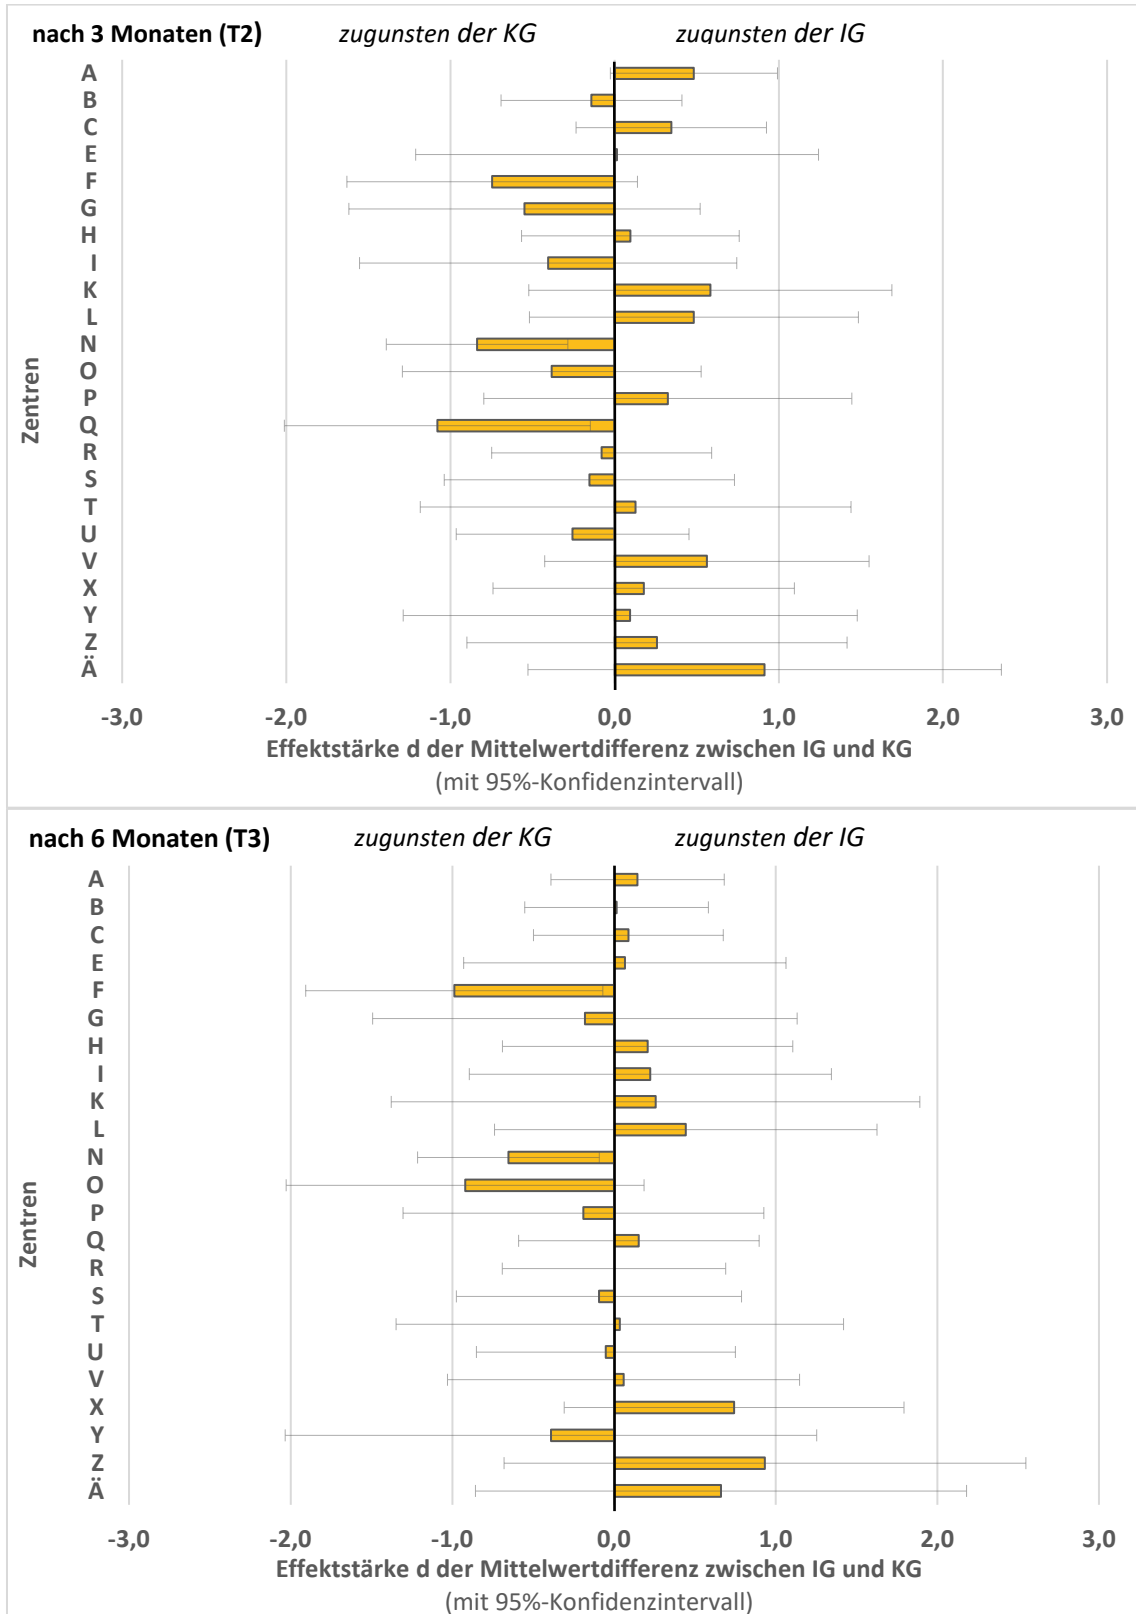 nach 3 Monaten (T2) zugunsten der KG zugunsten der IG
A
B
C
E
F
G
H
I
K
L
N
O
P
Q
R
S
T
U
V
X
Y
Z
Ä
Zentren
-3,0 -2,0 -1,0 0,0 1,0 2,0 3,0
Effektstärke d der Mittelwertdifferenz zwischen IG und KG
(mit 95%-Konfidenzintervall)
nach 6 Monaten (T3) zugunsten der KG zugunsten der IG
A
B
C
E
F
G
H
I
K
L
N
O
P
Q
R
S
T
U
V
X
Y
Z
Ä
Zentren
-3,0 -2,0 -1,0 0,0 1,0 2,0 3,0
Effektstärke d der Mittelwertdifferenz zwischen IG und KG
(mit 95%-Konfidenzintervall)